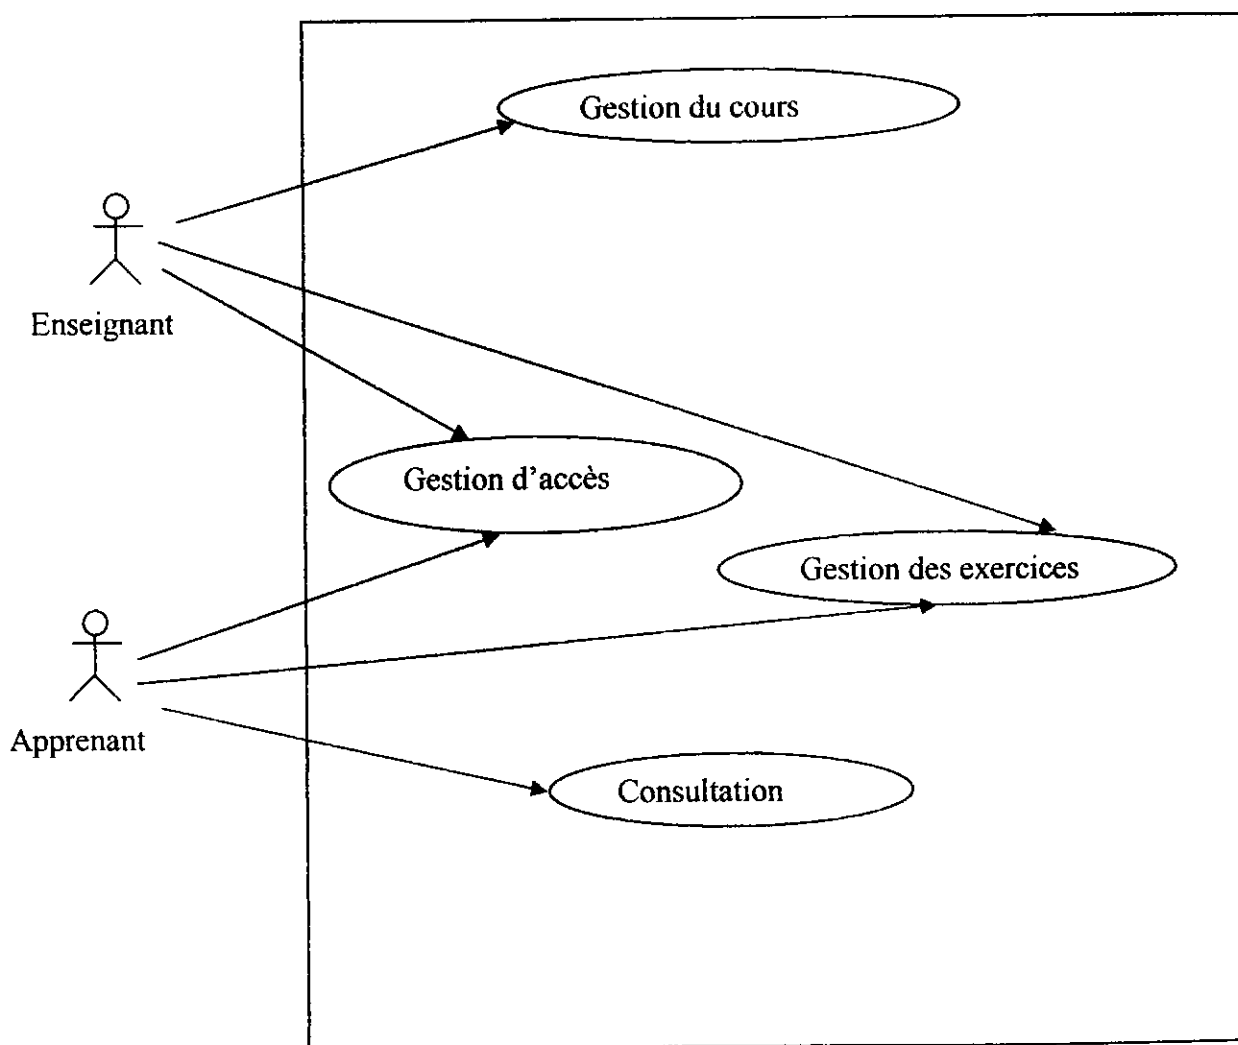 Gestion du cours
Enseignant
Gestion d'accès
Gestion des exercices
Apprenant
Consultation